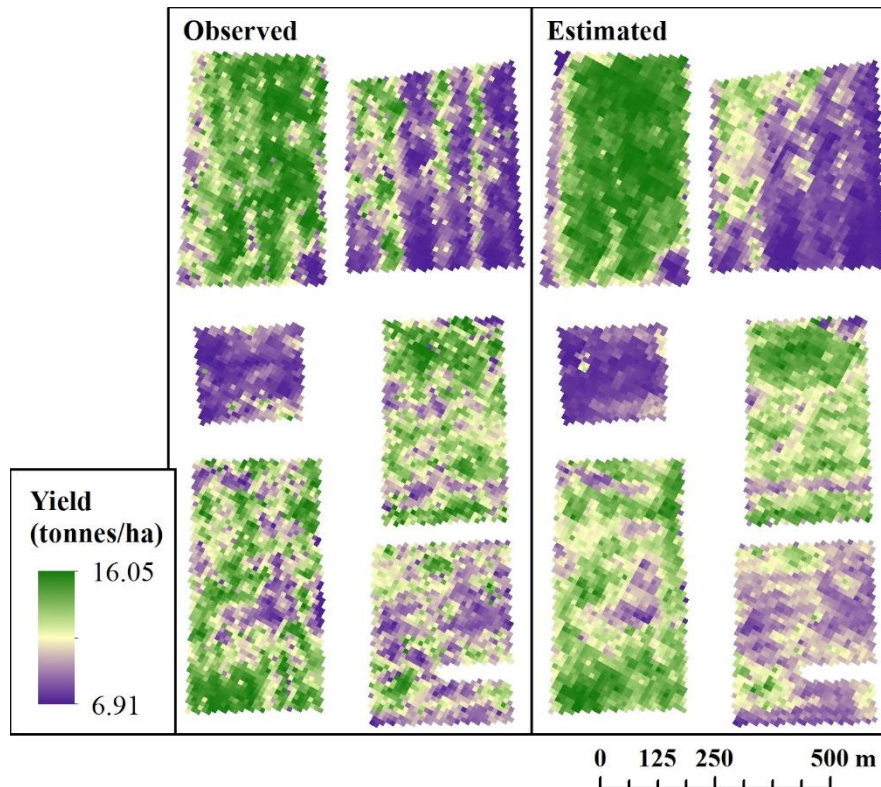 Observed
Estimated
Yield
(tonnes/ha)
16.05
6.91
0 125 250 500 m